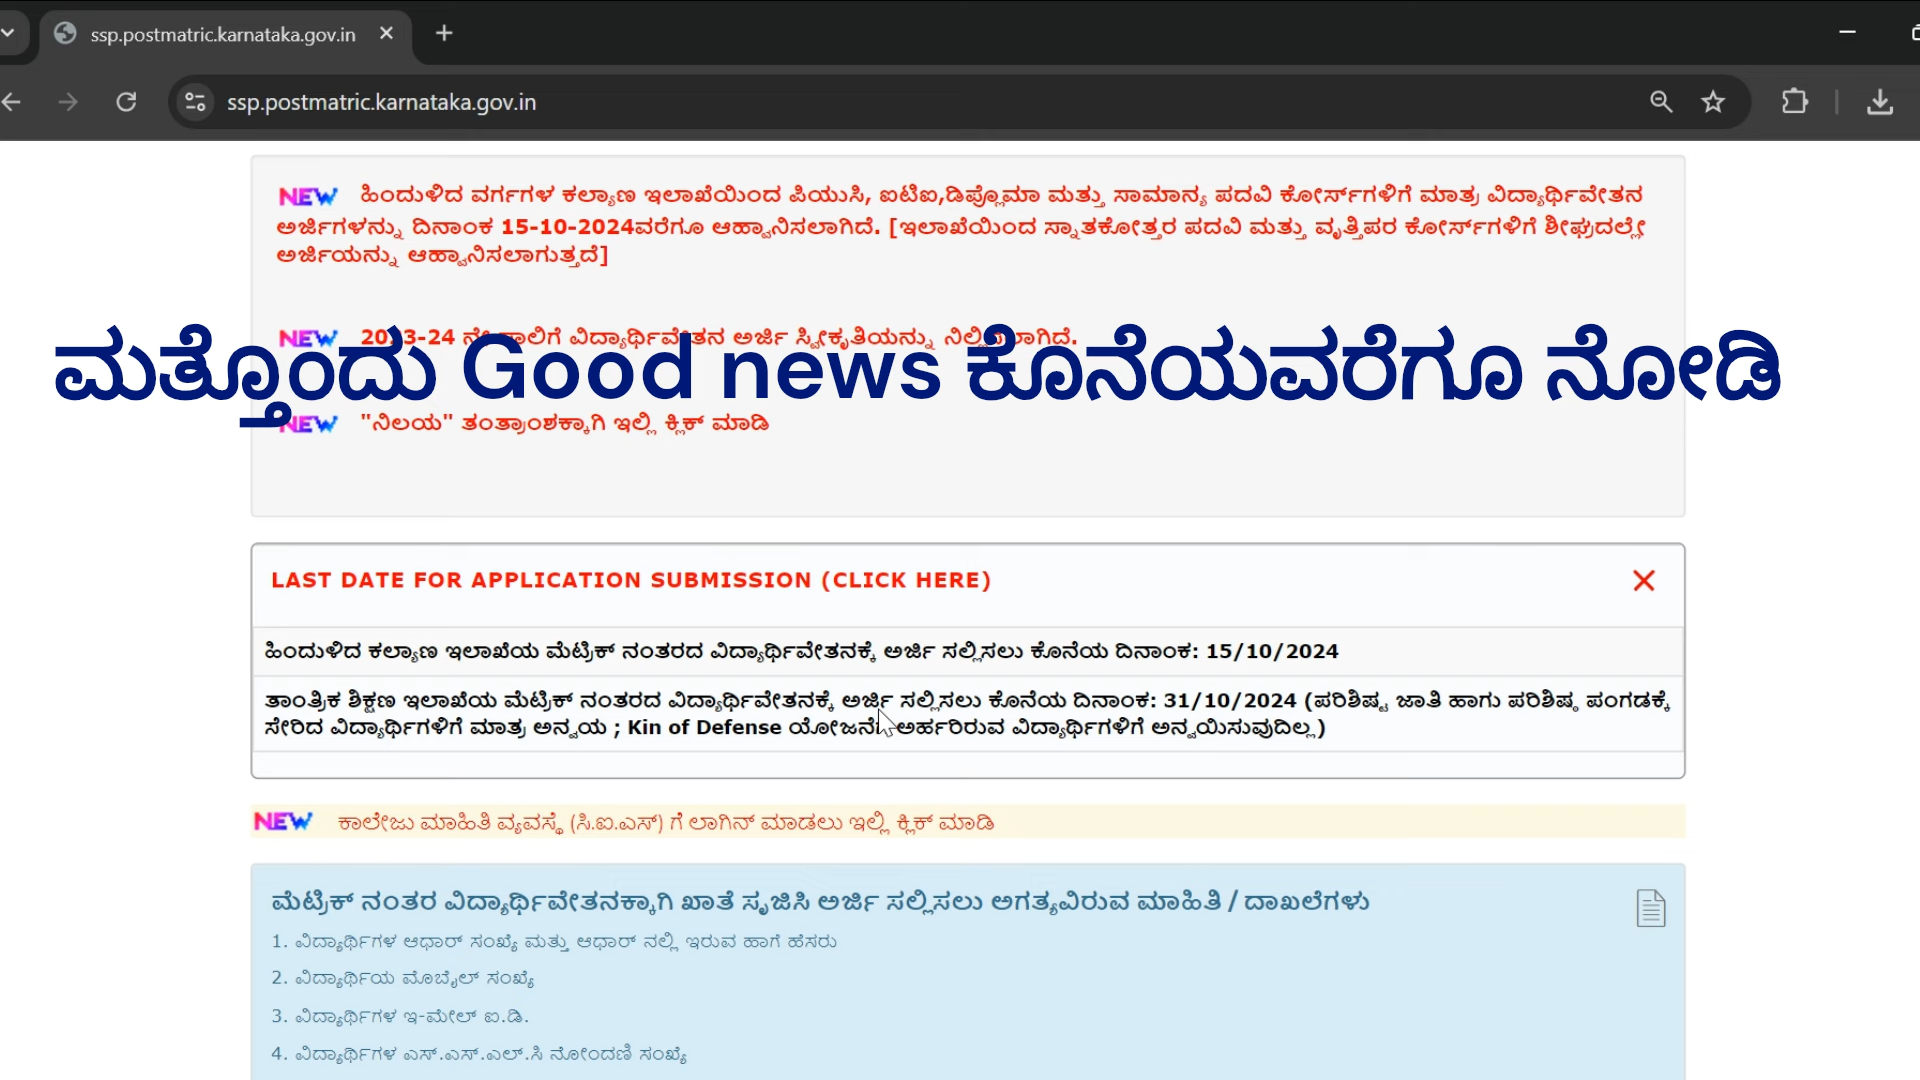 ssp.postmatric.karnataka.gov.in
ssp.postmatric.karnataka.gov.in
NEW ಹಿಂದುಳಿದ ವರ್ಗಗಳ ಕಲ್ಯಾಣ ಇಲಾಖೆಯಿಂದ ಪಿಯುಸಿ, ಐಟಿಐ,ಡಿಪ್ಲೊಮಾ ಮತ್ತು ಸಾಮಾನ್ಯ ಪದವಿ ಕೋರ್ಸ್‌ಗಳಿಗೆ ಮಾತ್ರ ವಿದ್ಯಾರ್ಥಿವೇತನ
ಅರ್ಜಿಗಳನ್ನು ದಿನಾಂಕ 15-10-2024ವರೆಗೂ ಆಹ್ವಾನಿಸಲಾಗಿದೆ. [ಇಲಾಖೆಯಿಂದ ಸ್ನಾತಕೋತ್ತರ ಪದವಿ ಮತ್ತು ವೃತ್ತಿಪರ ಕೋರ್ಸ್‌ಗಳಿಗೆ ಶೀಘ್ರದಲ್ಲೇ
ಅರ್ಜಿಯನ್ನು ಆಹ್ವಾನಿಸಲಾಗುತ್ತದೆ]
NEW 2023-24 ವಿದ್ಯಾರ್ಥಿವೇತನ ಅರ್ಜಿ ಸ್ವೀಕೃತಿಯನ್ನು
ಮತ್ತೊಂದು Good news ಕೊನೆಯವರೆಗೂ ನೋಡಿ
NEW "ನಿಲಯ" ತಂತ್ರಾಂಶಕ್ಕಾಗಿ ಇಲ್ಲಿ ಕ್ಲಿಕ್ ಮಾಡಿ
LAST DATE FOR APPLICATION SUBMISSION (CLICK HERE)
ಹಿಂದುಳಿದ ಕಲ್ಯಾಣ ಇಲಾಖೆಯ ಮೆಟ್ರಿಕ್ ನಂತರದ ವಿದ್ಯಾರ್ಥಿವೇತನಕ್ಕೆ ಅರ್ಜಿ ಸಲ್ಲಿಸಲು ಕೊನೆಯ ದಿನಾಂಕ: 15/10/2024
ತಾಂತ್ರಿಕ ಶಿಕ್ಷಣ ಇಲಾಖೆಯ ಮೆಟ್ರಿಕ್ ನಂತರದ ವಿದ್ಯಾರ್ಥಿವೇತನಕ್ಕೆ ಅರ್ಜಿ ಸಲ್ಲಿಸಲು ಕೊನೆಯ ದಿನಾಂಕ: 31/10/2024 (ಪರಿಶಿಷ್ಟ ಜಾತಿ ಹಾಗು ಪರಿಶಿಷ್ಠ ಪಂಗಡಕ್ಕೆ
ಸೇರಿದ ವಿದ್ಯಾರ್ಥಿಗಳಿಗೆ ಮಾತ್ರ ಅನ್ವಯ ; Kin of Defense ಅರ್ಹರಿರುವ ವಿದ್ಯಾರ್ಥಿಗಳಿಗೆ ಅನ್ವಯಿಸುವುದಿಲ್ಲ)
NEW ಕಾಲೇಜು ಮಾಹಿತಿ ವ್ಯವಸ್ಥೆ (ಸಿ.ಐ.ಎಸ್) ಗೆ ಲಾಗಿನ್ ಮಾಡಲು ಇಲ್ಲಿ ಕ್ಲಿಕ್ ಮಾಡಿ
ಮೆಟ್ರಿಕ್ ನಂತರ ವಿದ್ಯಾರ್ಥಿವೇತನಕ್ಕಾಗಿ ಖಾತೆ ಸೃಜಿಸಿ ಅರ್ಜಿ ಸಲ್ಲಿಸಲು ಅಗತ್ಯವಿರುವ ಮಾಹಿತಿ / ದಾಖಲೆಗಳು
1. ವಿದ್ಯಾರ್ಥಿಗಳ ಆಧಾರ್ ಸಂಖ್ಯೆ ಮತ್ತು ಆಧಾರ್ ನಲ್ಲಿ ಇರುವ ಹಾಗೆ ಹೆಸರು
2. ವಿದ್ಯಾರ್ಥಿಯ ಮೊಬೈಲ್ ಸಂಖ್ಯೆ
3. ವಿದ್ಯಾರ್ಥಿಗಳ ಇ-ಮೇಲ್ ಐ.ಡಿ.
4. ವಿದ್ಯಾರ್ಥಿಗಳ ಎಸ್.ಎಸ್.ಎಲ್.ಸಿ ನೋಂದಣಿ ಸಂಖ್ಯೆ